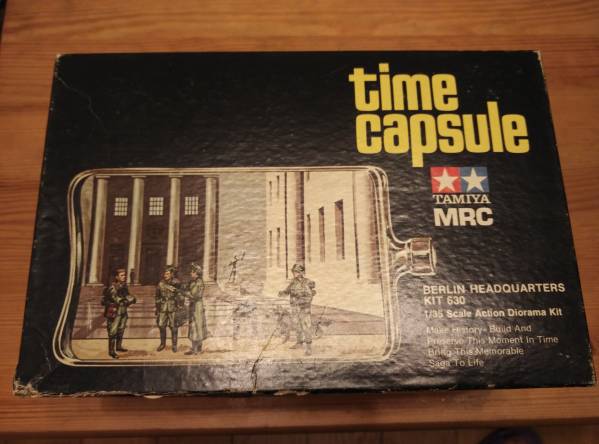 time
capsule
TAMIYA
MRC
BERLIN HEADQUARTERS
KIT 630
1/35 Scale Action Diorama Kit
Make History - Build And
Preserve This Moment In Time
Bring This Memorable
Saga To Life